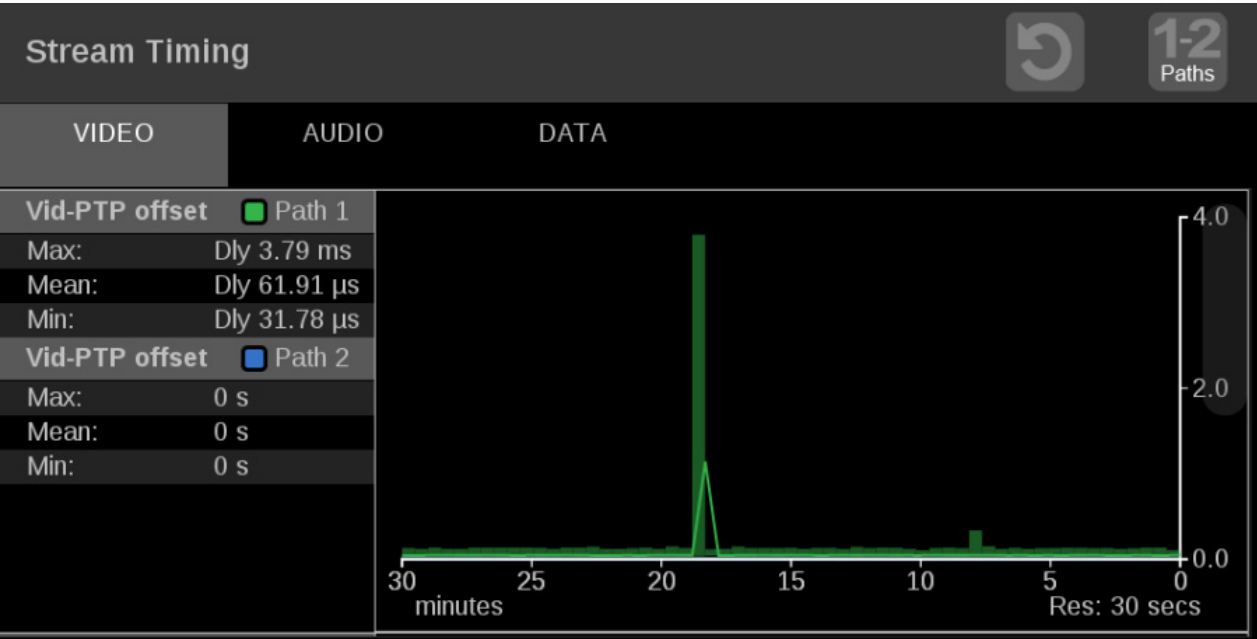 Stream Timing
1-2
Paths
VIDEO AUDIO DATA
Vid-PTP offset Path 1
Max: Dly 3.79 ms
Mean: Dly 61.91 µs
Min: Dly 31.78 µs
Vid-PTP offset Path 2
Max: 0 s
Mean: 0 s
Min: 0 s
4.0
2.0
0.0
30 25 20 15 10 5 0
minutes Res: 30 secs